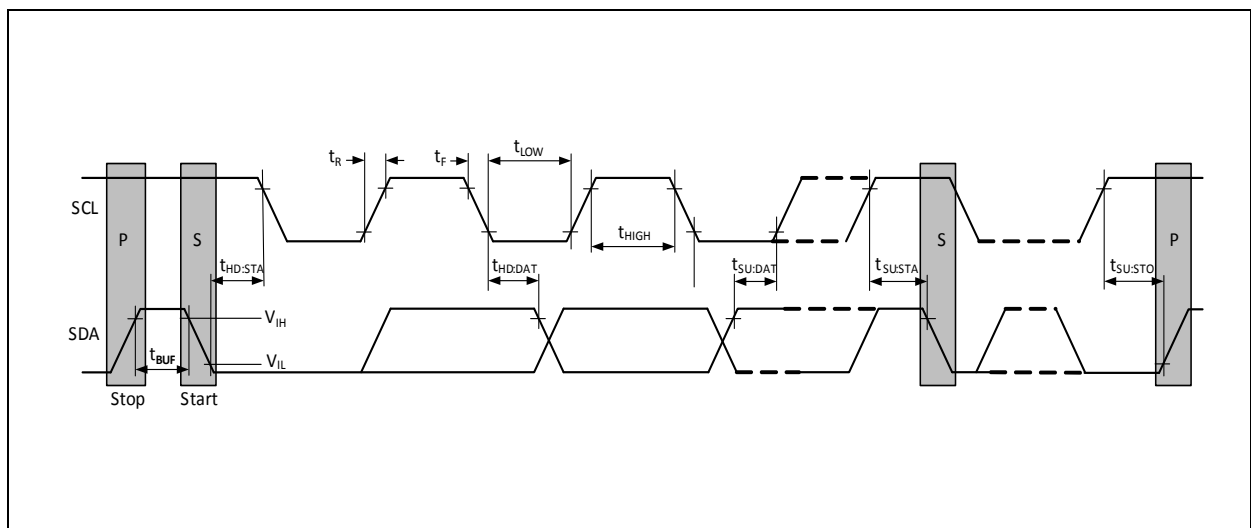 tR
tF
tLOW
SCL
P
S
tHIGH
S
P
tHD:STA
tHD:DAT
tSU:DAT
tSU:STA
tSU:STO
SDA
VIH
tBUF
VIL
Stop
Start